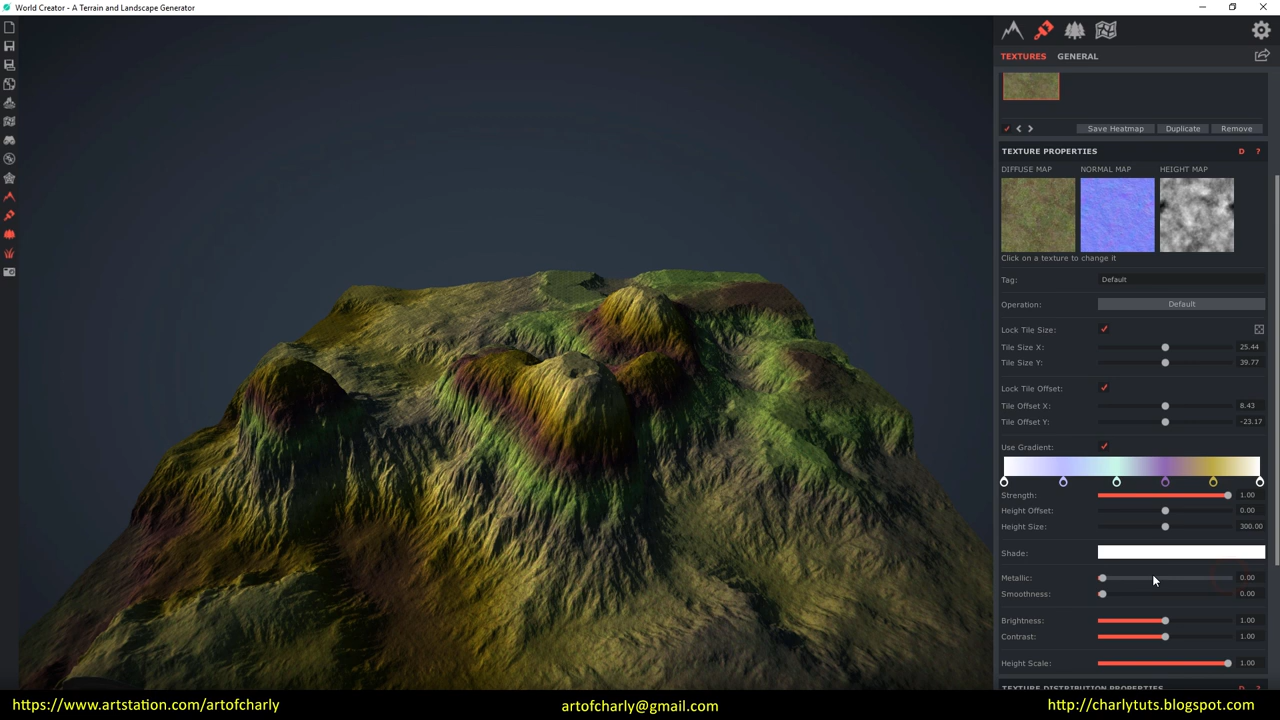 World Creator - A Terrain and Landscape Generator
TEXTURES GENERAL
Save Heatmap Duplicate Remove
TEXTURE PROPERTIES D ?
DIFFUSE MAP NORMAL MAP HEIGHT MAP
Click on a texture to change it
Tag: Default
Operation: Default
Lock Tile Size:
Tile Size X: 25.44
Tile Size Y: 39.77
Lock Tile Offset:
Tile Offset X: 8.43
Tile Offset Y: -23.17
Use Gradient:
Strength: 1.00
Height Offset: 0.00
Height Size: 300.00
Shade:
Metallic: 0.00
Smoothness: 0.00
Brightness: 1.00
Contrast: 1.00
Height Scale: 1.00
TEXTURE DISTRIBUTION PROPERTIES D ?
https://www.artstation.com/artofcharly artofcharly@gmail.com http://charlytuts.blogspot.com